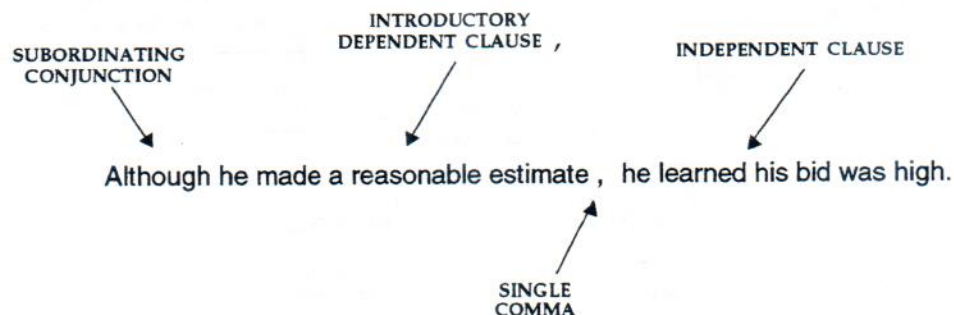 INTRODUCTORY
DEPENDENT CLAUSE ,
SUBORDINATING
CONJUNCTION
INDEPENDENT CLAUSE
Although he made a reasonable estimate , he learned his bid was high.
SINGLE
COMMA